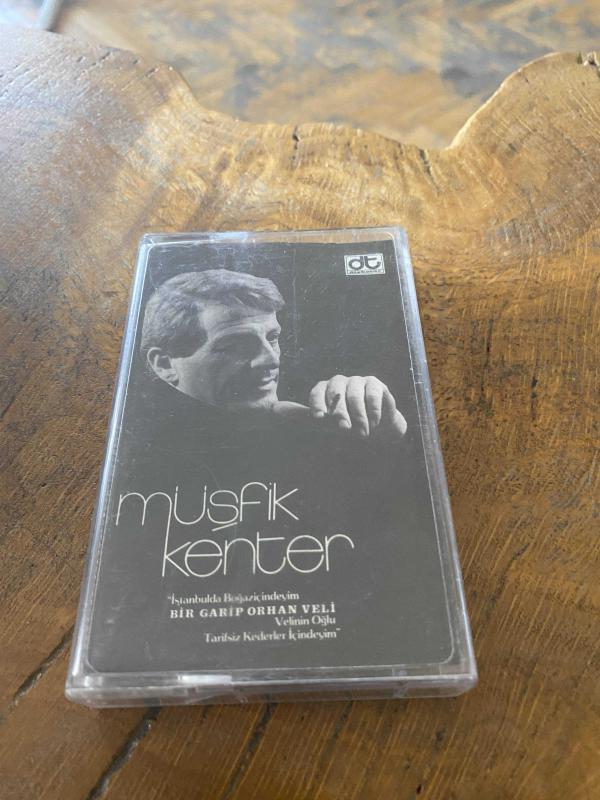 dt
müşfik
kenter
"İstanbulda Boğaziçindeyim
BİR GARİP ORHAN VELİ
Velinin Oğlu
Tarifsiz Kederler İçindeyim"